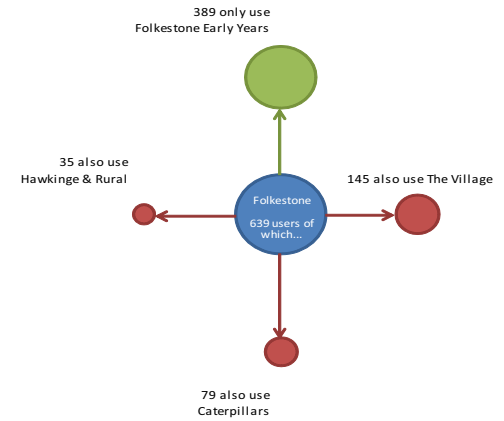 389 only use
Folkestone Early Years
35 also use
Hawkinge & Rural
145 also use The Village
Folkestone
639 users of
which...
79 also use
Caterpillars